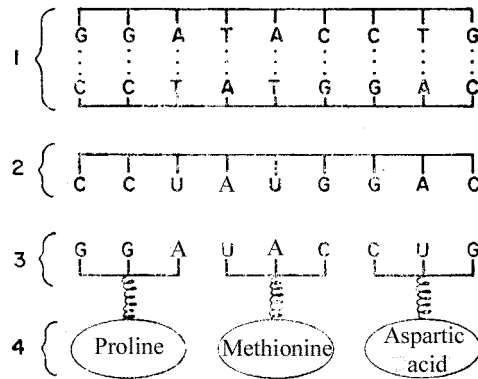 G G A T A C C T G
1
C C T A T G G A C
2
C C U A U G G A C
3
G G A U A C C U G
4
Proline Methionine Aspartic
acid